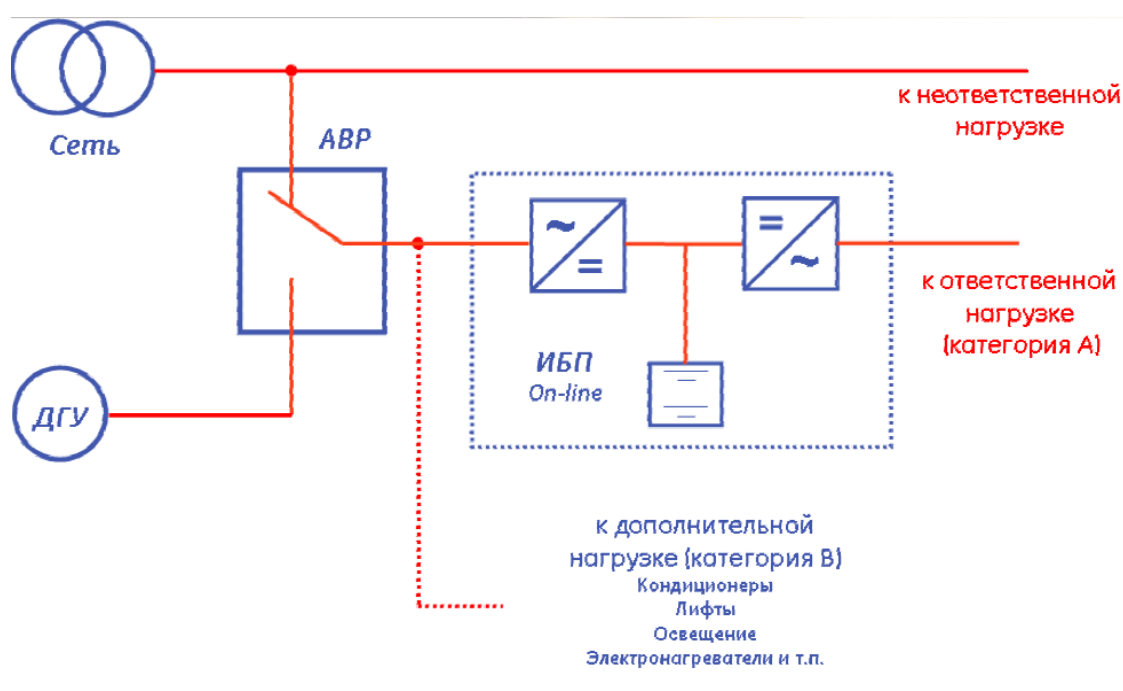 к неответственной
нагрузке
Сеть
АВР
~
=
=
~
к ответственной
нагрузке
(категория А)
ИБП
On-line
ДГУ
к дополнительной
нагрузке (категория В)
Кондиционеры
Лифты
Освещение
Электронагреватели и т.п.